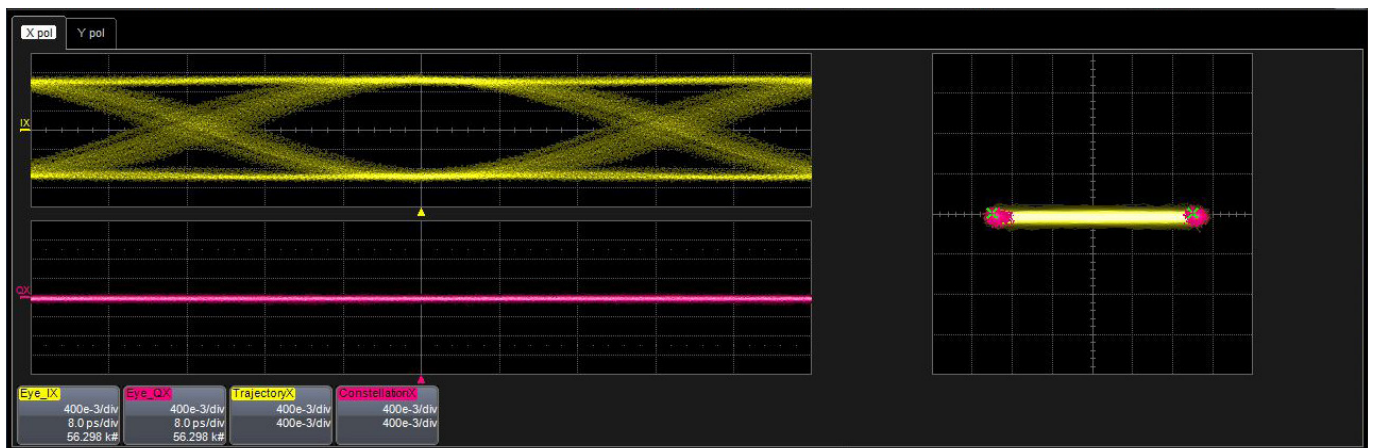 X pol
Y pol
IX
QX
Eye_IX
400e-3/div
8.0 ps/div
56.298 k#
Eye_QX
400e-3/div
8.0 ps/div
56.298 k#
TrajectoryX
400e-3/div
400e-3/div
ConstellationX
400e-3/div
400e-3/div